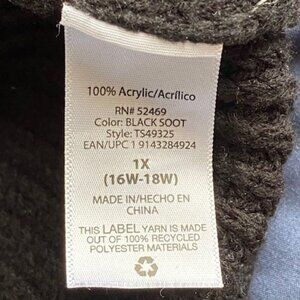 100% Acrylic/Acrílico
RN# 52469
Color: BLACK SOOT
Style: TS49325
EAN/UPC 1 9143284924
1X
(16W-18W)
MADE IN/HECHO EN
CHINA
THIS LABEL YARN IS MADE
OUT OF 100% RECYCLED
POLYESTER MATERIALS